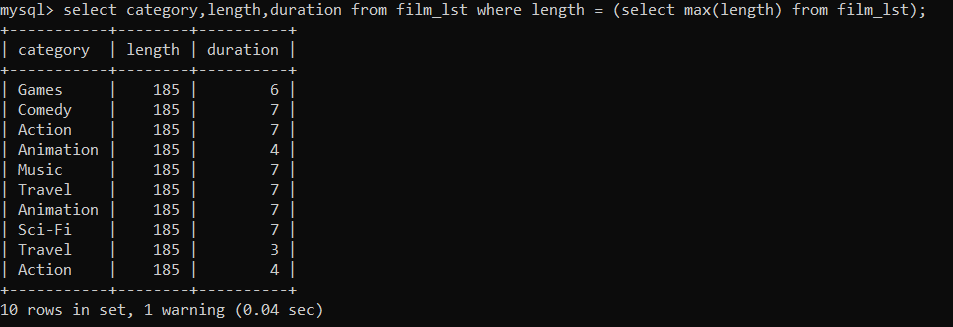 mysql> select category,length,duration from film_lst where length = (select max(length) from film_lst);
+-----------+--------+----------+
| category  | length | duration |
+-----------+--------+----------+
| Games     |    185 |        6 |
| Comedy    |    185 |        7 |
| Action    |    185 |        7 |
| Animation |    185 |        4 |
| Music     |    185 |        7 |
| Travel    |    185 |        7 |
| Animation |    185 |        7 |
| Sci-Fi    |    185 |        7 |
| Travel    |    185 |        3 |
| Action    |    185 |        4 |
+-----------+--------+----------+
10 rows in set, 1 warning (0.04 sec)